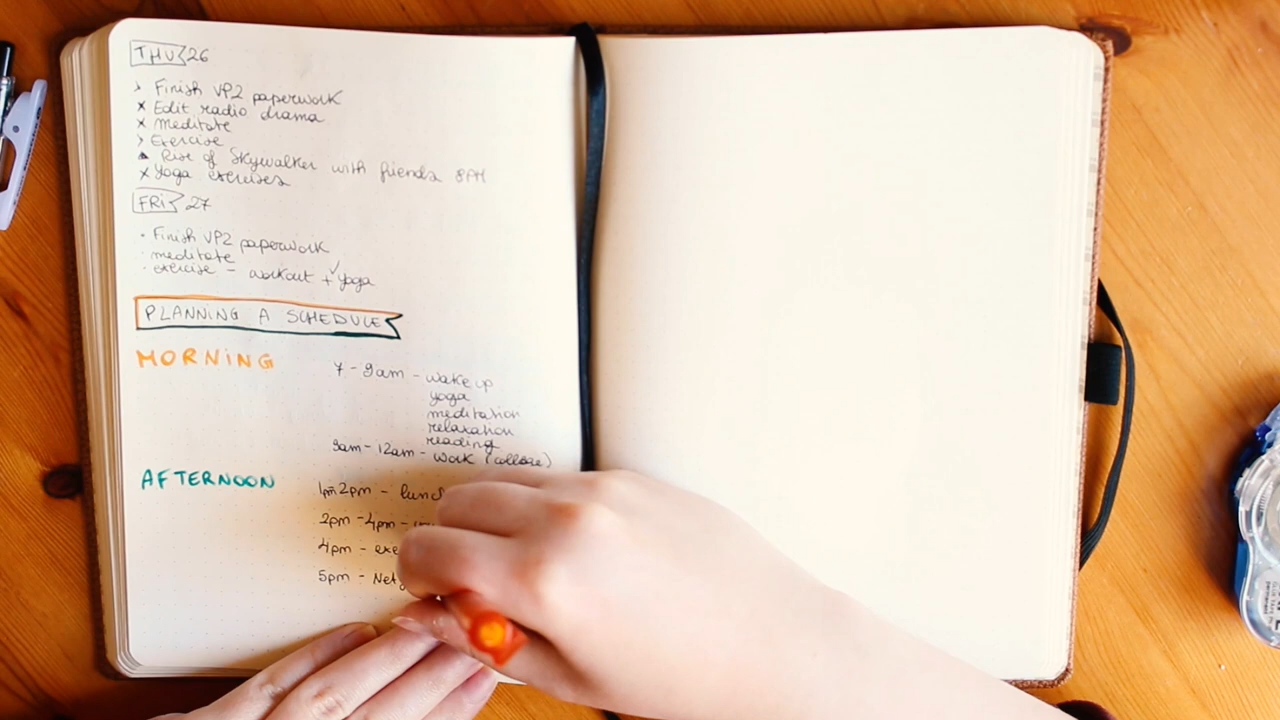 THU 26
> Finish VP2 paperwork
x Edit radio drama
x meditate
> Exercise
▲ Rise of Skywalker with friends 8PM
x Yoga exercises
FRI 27
· Finish VP2 paperwork
· meditate
· exercise - workout + yoga
PLANNING A SCHEDULE
MORNING
7 - 9am - wake up
yoga
meditation
relaxation
reading
9am - 12am - work (college)
AFTERNOON
1pm 2pm -
2pm - 4pm -
4pm -
5pm -